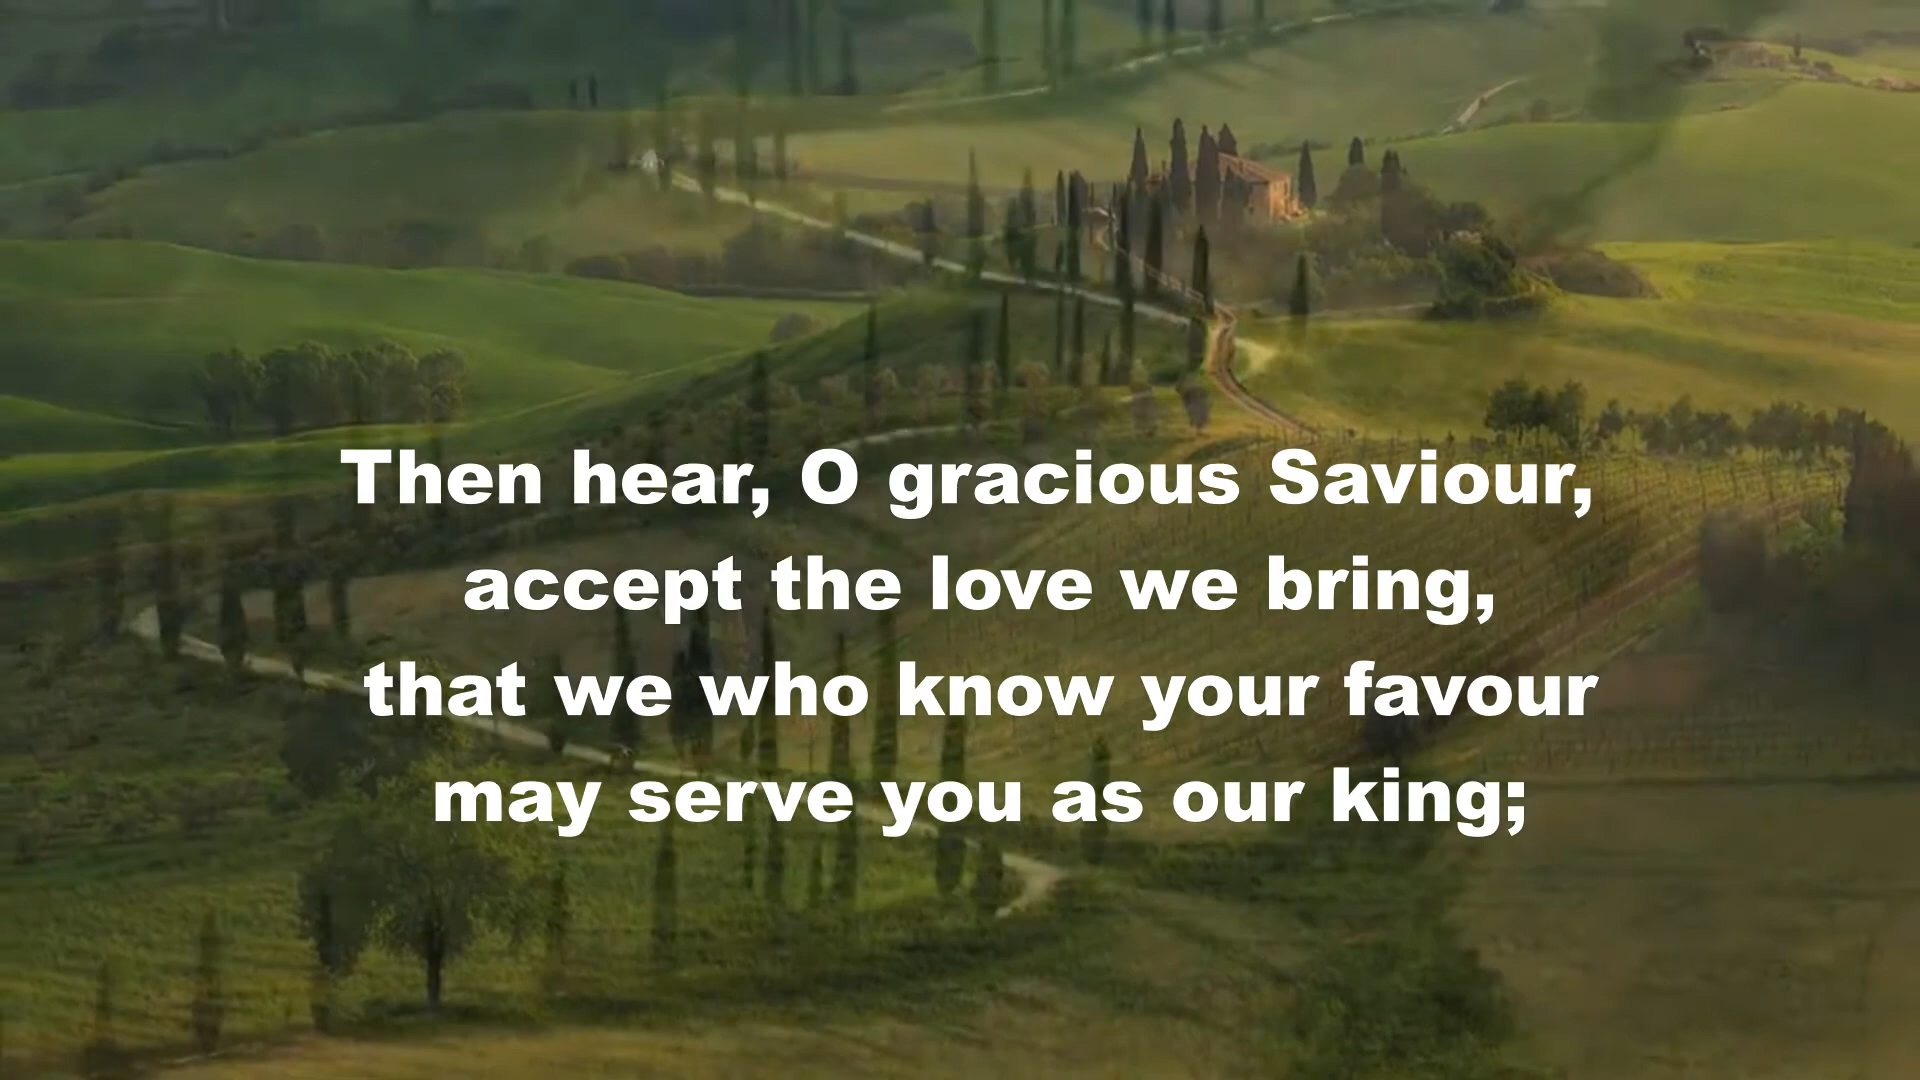 Then hear, O gracious Saviour,
accept the love we bring,
that we who know your favour
may serve you as our king;